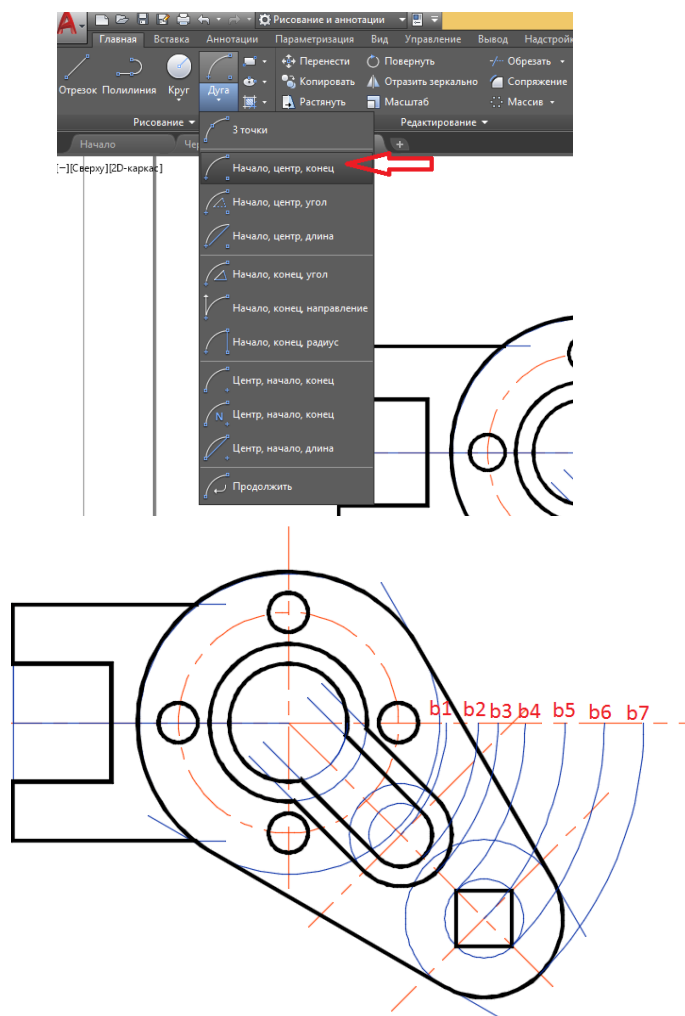 A Рисование и аннотации
Главная Вставка Аннотации Параметризация Вид Управление Вывод Надстройк
Отрезок Полилиния Круг Дуга
Перенести Повернуть Обрезать
Копировать Отразить зеркально Сопряжение
Растянуть Масштаб Массив
Рисование Редактирование
Начало Чер +
[−][Сверху][2D-каркас]
3 точки
Начало, центр, конец
Начало, центр, угол
Начало, центр, длина
Начало, конец, угол
Начало, конец, направление
Начало, конец, радиус
Центр, начало, конец
N Центр, начало, конец
Центр, начало, длина
Продолжить
b1 b2 b3 b4 b5 b6 b7